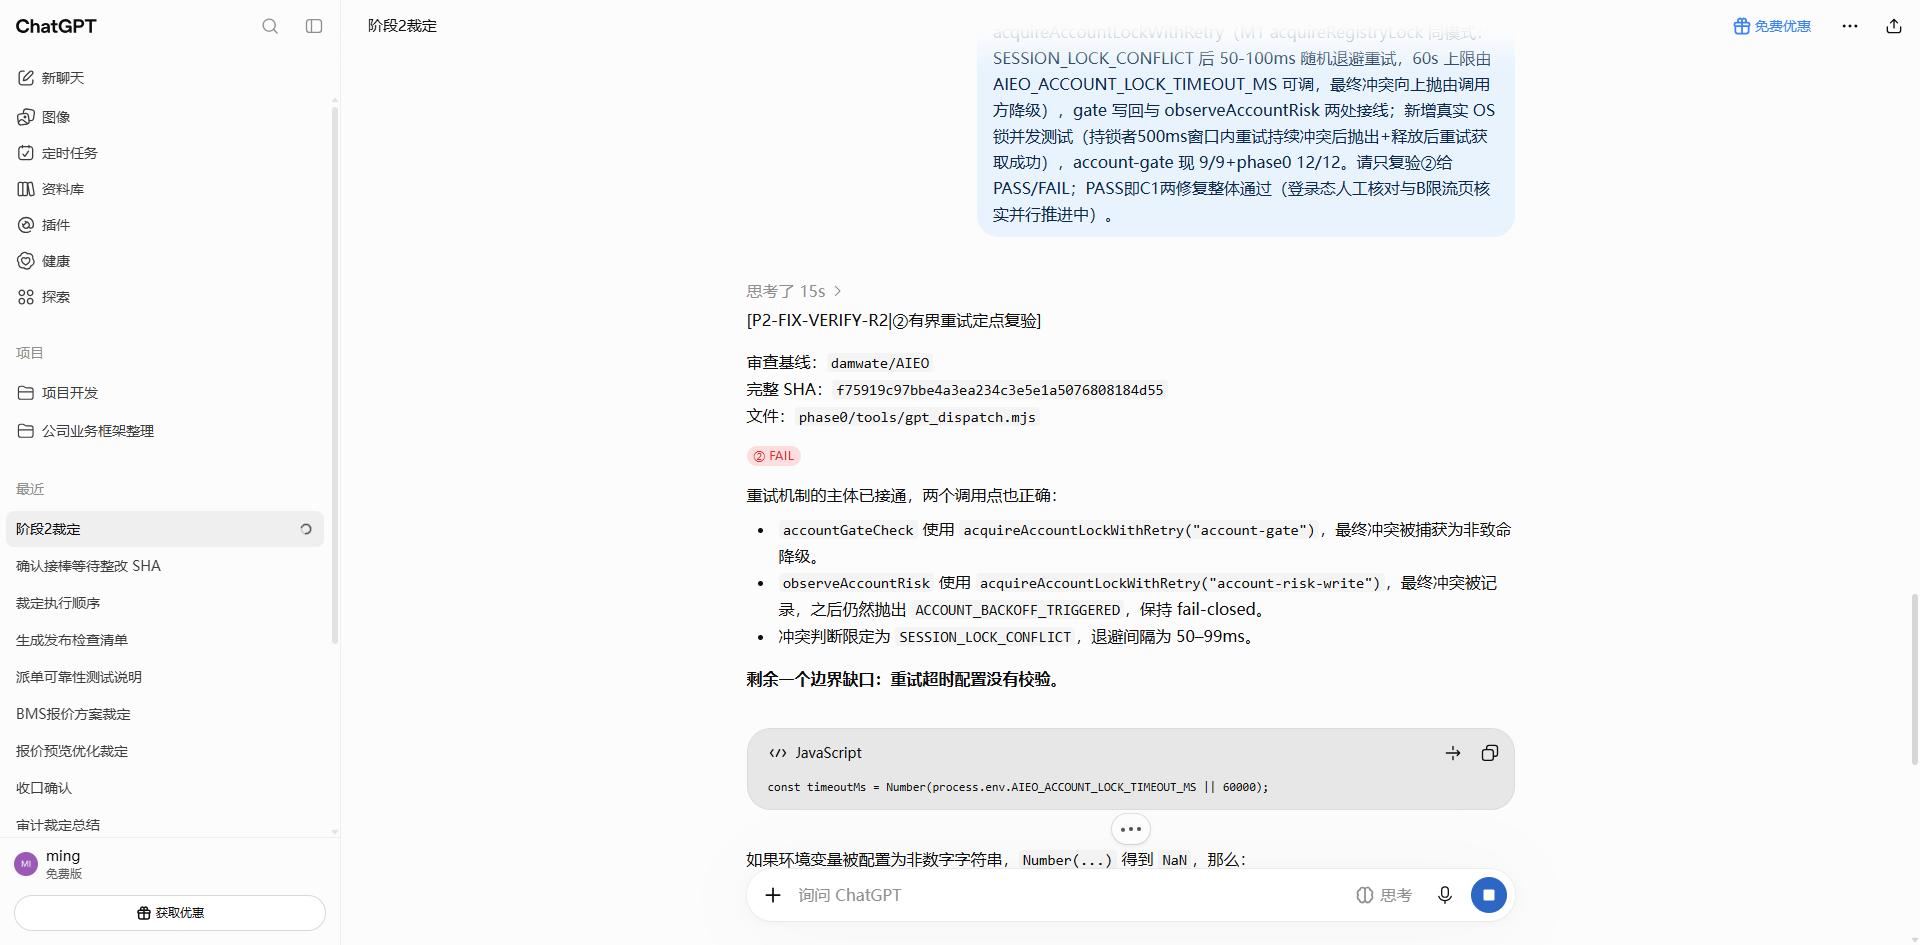 ChatGPT
新聊天
图像
定时任务
资料库
插件
健康
探索
项目
项目开发
公司业务框架整理
最近
阶段2裁定
确认接棒等待整改 SHA
裁定执行顺序
生成发布检查清单
派单可靠性测试说明
BMS报价方案裁定
报价预览优化裁定
收口确认
审计裁定总结
MI
ming
免费版
获取优惠
阶段2裁定
免费优惠
acquireAccountLockWithRetry（M1 acquireRegistryLock 同模式：
SESSION_LOCK_CONFLICT 后 50-100ms 随机退避重试，60s 上限由
AIEO_ACCOUNT_LOCK_TIMEOUT_MS 可调，最终冲突向上抛由调用
方降级），gate 写回与 observeAccountRisk 两处接线；新增真实 OS
锁并发测试（持锁者500ms窗口内重试持续冲突后抛出+释放后重试获
取成功），account-gate 现 9/9+phase0 12/12。请只复验②给
PASS/FAIL；PASS即C1两修复整体通过（登录态人工核对与B限流页核
实并行推进中）。
思考了 15s
[P2-FIX-VERIFY-R2|②有界重试定点复验]
审查基线： damwate/AIEO
完整 SHA： f75919c97bbe4a3ea234c3e5e1a5076808184d55
文件： phase0/tools/gpt_dispatch.mjs
② FAIL
重试机制的主体已接通，两个调用点也正确：
• accountGateCheck 使用 acquireAccountLockWithRetry("account-gate")，最终冲突被捕获为非致命
降级。
• observeAccountRisk 使用 acquireAccountLockWithRetry("account-risk-write")，最终冲突被记
录，之后仍然抛出 ACCOUNT_BACKOFF_TRIGGERED，保持 fail-closed。
• 冲突判断限定为 SESSION_LOCK_CONFLICT，退避间隔为 50–99ms。
剩余一个边界缺口：重试超时配置没有校验。
JavaScript
const timeoutMs = Number(process.env.AIEO_ACCOUNT_LOCK_TIMEOUT_MS || 60000);
如果环境变量被配置为非数字字符串，Number(...) 得到 NaN，那么：
询问 ChatGPT
思考